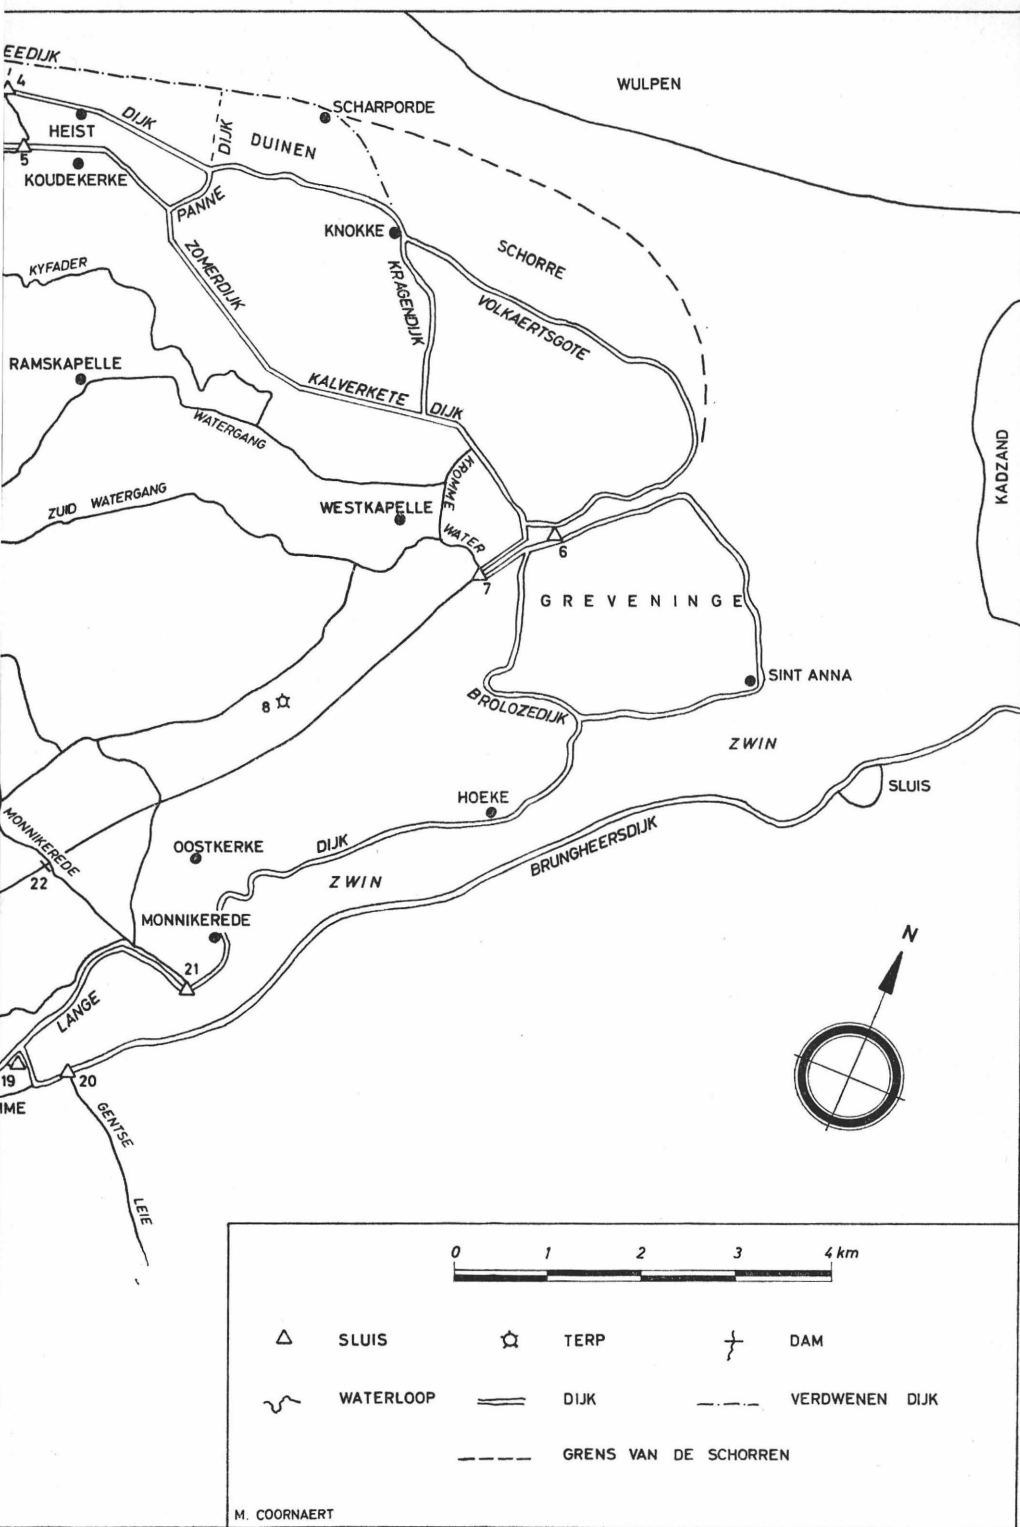 EEDIJK
WULPEN
4
SCHARPORDE
DIJK
HEIST
DIJK
DUINEN
5
KOUDEKERKE
PANNE
KNOKKE
SCHORRE
ZOMERDIJK
KYFADER
KRAGENDIJK
VOLKAERTSGOTE
RAMSKAPELLE
KALVERKETE DIJK
WATERGANG
KADZAND
KROMME WATER
ZUID WATERGANG
WESTKAPELLE
6
7
GREVENINGE
SINT ANNA
8
BROLOZEDIJK
ZWIN
SLUIS
HOEKE
MONNIKEREDE
DIJK
BRUNGHEERSDIJK
OOSTKERKE
ZWIN
22
MONNIKEREDE
N
21
LANGE
19
20
IME
GENTSE
LEIE
0 1 2 3 4 km
SLUIS TERP DAM
WATERLOOP DIJK VERDWENEN DIJK
GRENS VAN DE SCHORREN
M. COORNAERT